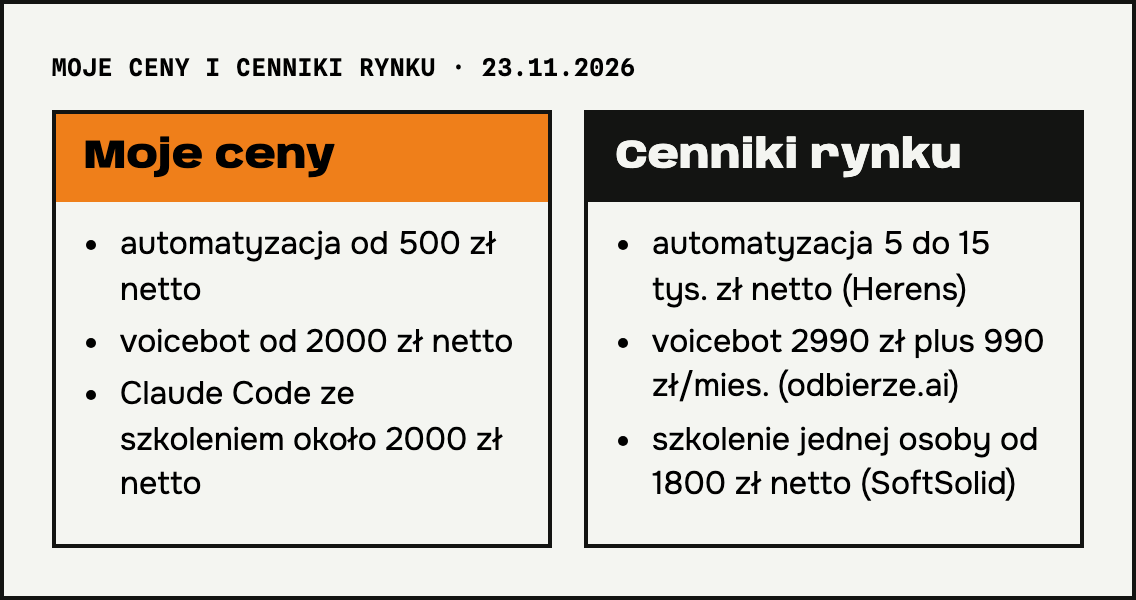 MOJE CENY I CENNIKI RYNKU · 23.11.2026
Moje ceny
• automatyzacja od 500 zł
netto
• voicebot od 2000 zł netto
• Claude Code ze
szkoleniem około 2000 zł
netto
Cenniki rynku
• automatyzacja 5 do 15
tys. zł netto (Herens)
• voicebot 2990 zł plus 990
zł/mies. (odbierze.ai)
• szkolenie jednej osoby od
1800 zł netto (SoftSolid)